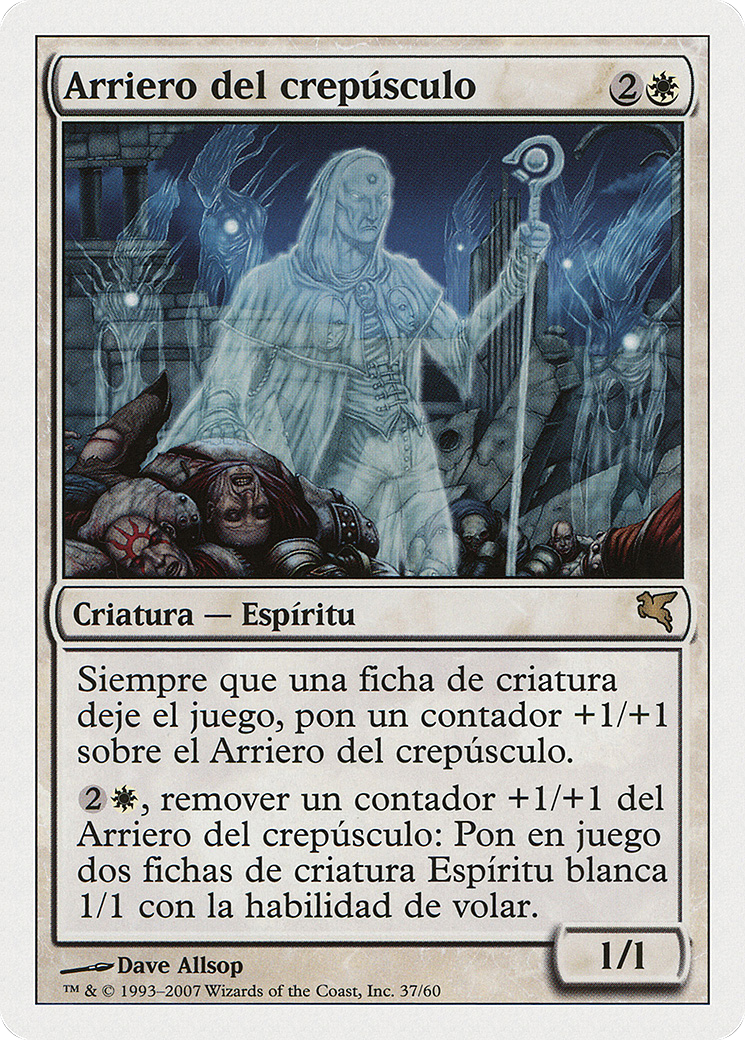 Arriero del crepúsculo 2
Criatura — Espíritu
Siempre que una ficha de criatura
deje el juego, pon un contador +1/+1
sobre el Arriero del crepúsculo.
2, remover un contador +1/+1 del
Arriero del crepúsculo: Pon en juego
dos fichas de criatura Espíritu blanca
1/1 con la habilidad de volar.
1/1
Dave Allsop
™ & © 1993–2007 Wizards of the Coast, Inc. 37/60